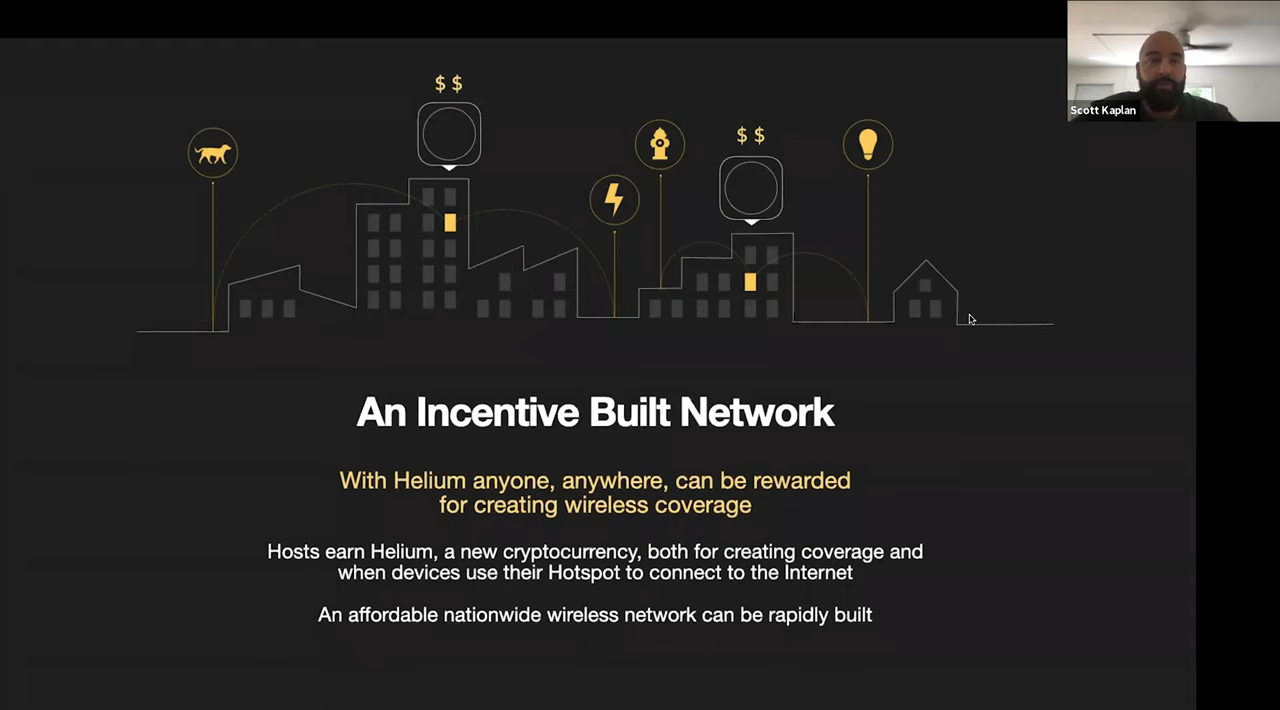 $ $
$ $
Scott Kaplan
An Incentive Built Network
With Helium anyone, anywhere, can be rewarded
for creating wireless coverage
Hosts earn Helium, a new cryptocurrency, both for creating coverage and
when devices use their Hotspot to connect to the Internet
An affordable nationwide wireless network can be rapidly built